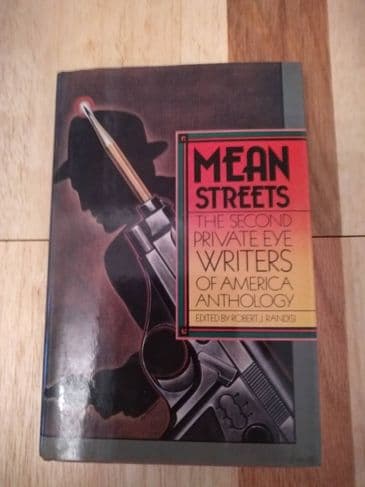 MEAN
STREETS
THE SECOND
PRIVATE EYE
WRITERS
OF AMERICA
ANTHOLOGY
EDITED BY ROBERT J. RANDISI